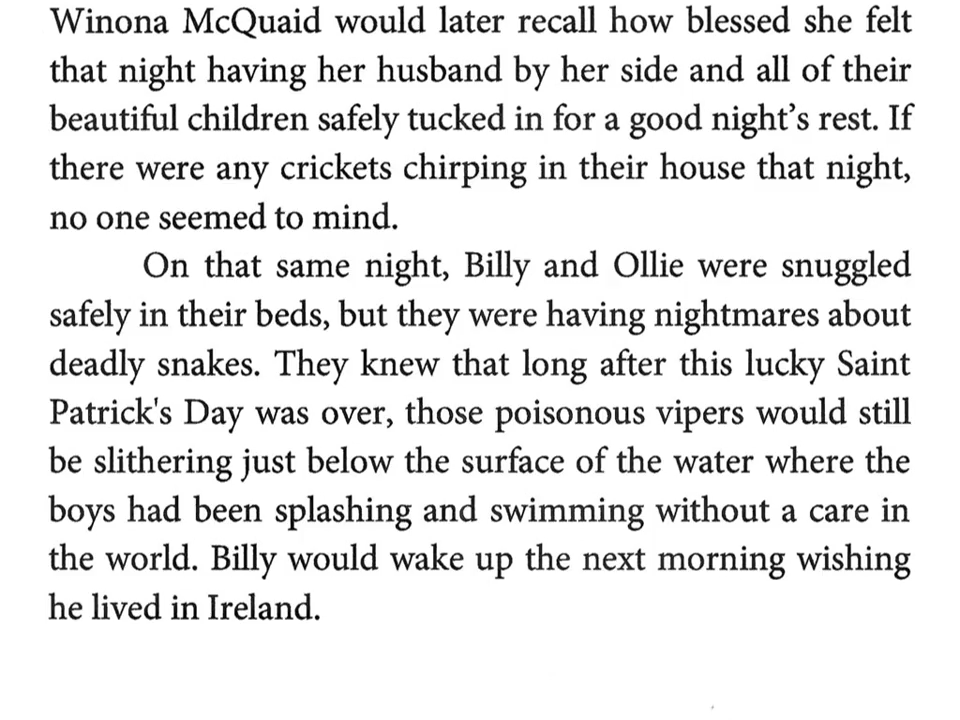 Winona McQuaid would later recall how blessed she felt
that night having her husband by her side and all of their
beautiful children safely tucked in for a good night’s rest. If
there were any crickets chirping in their house that night,
no one seemed to mind.
On that same night, Billy and Ollie were snuggled
safely in their beds, but they were having nightmares about
deadly snakes. They knew that long after this lucky Saint
Patrick's Day was over, those poisonous vipers would still
be slithering just below the surface of the water where the
boys had been splashing and swimming without a care in
the world. Billy would wake up the next morning wishing
he lived in Ireland.